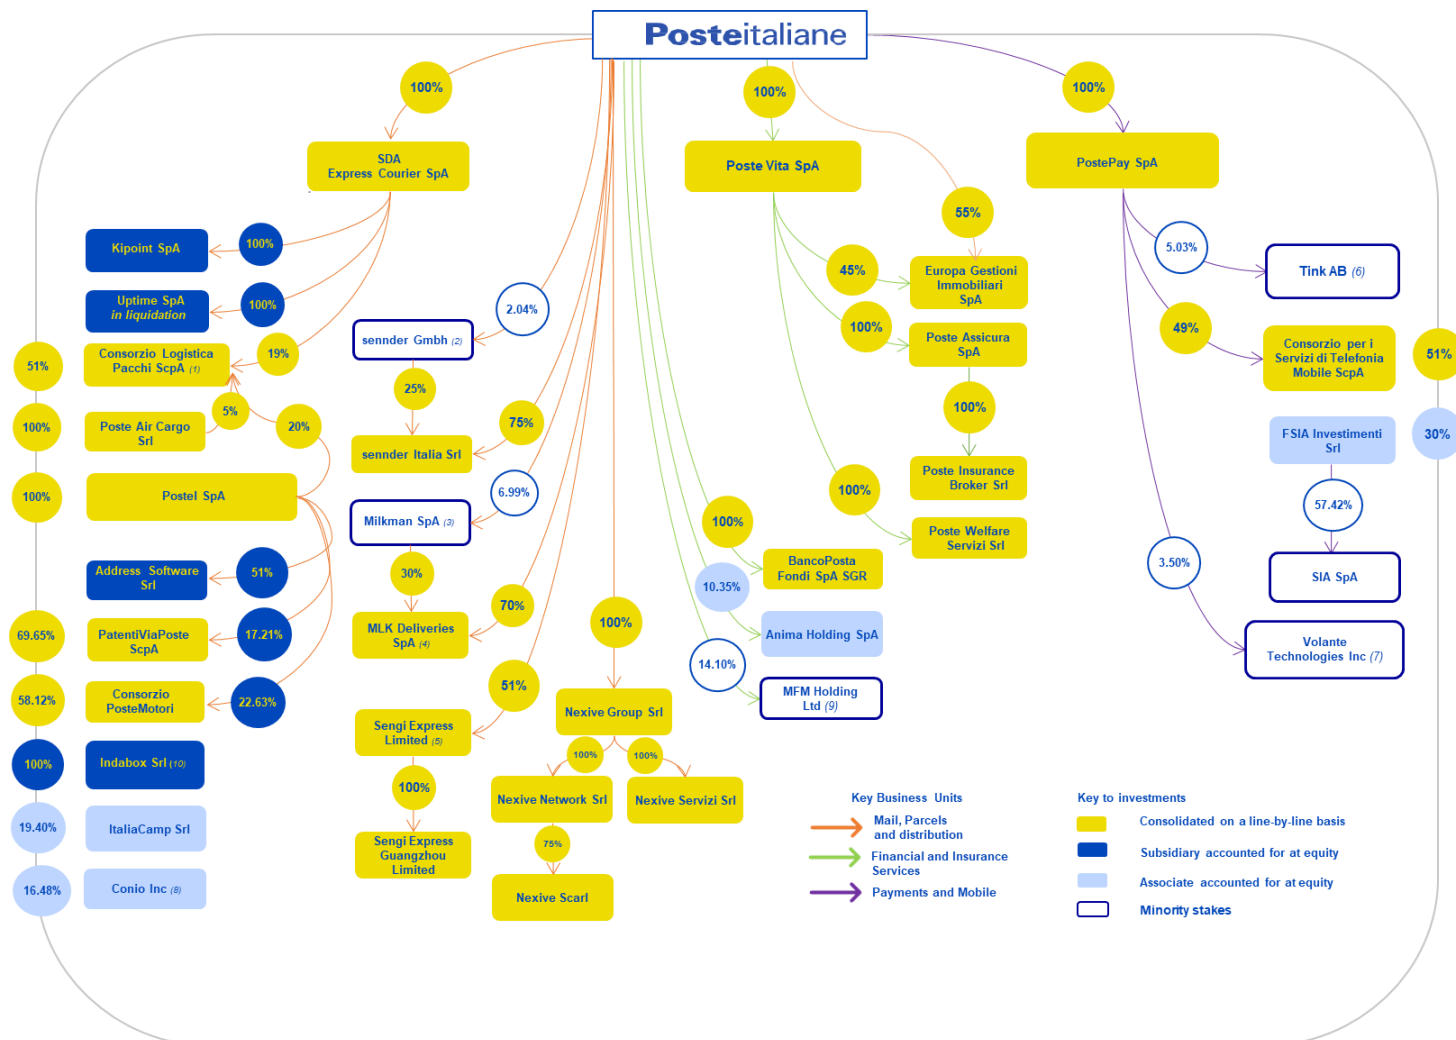 Posteitaliane
100%
100%
100%
SDA
Express Courier SpA
Poste Vita SpA
PostePay SpA
55%
Kipoint SpA
100%
5.03%
45%
Europa Gestioni
Immobiliari
SpA
Tink AB (6)
Uptime SpA
in liquidation
100%
2.04%
100%
49%
sennder Gmbh (2)
Poste Assicura
SpA
51%
Consorzio Logistica
Pacchi ScpA (1)
19%
Consorzio per i
Servizi di Telefonia
Mobile ScpA
51%
25%
100%
5%
100%
Poste Air Cargo
Srl
20%
75%
FSIA Investimenti
Srl
30%
sennder Italia Srl
Poste Insurance
Broker Srl
100%
Postel SpA
6.99%
100%
57.42%
Milkman SpA (3)
100%
Poste Welfare
Servizi Srl
3.50%
Address Software
Srl
51%
30%
BancoPosta
Fondi SpA SGR
SIA SpA
10.35%
70%
69.65%
PatentiViaPoste
ScpA
17.21%
MLK Deliveries
SpA (4)
100%
Anima Holding SpA
Volante
Technologies Inc (7)
14.10%
51%
58.12%
Consorzio
PosteMotori
22.63%
MFM Holding
Ltd (9)
Nexive Group Srl
Sengi Express
Limited (5)
100%
100%
100%
Indabox Srl (10)
100%
Nexive Network Srl
Nexive Servizi Srl
Key Business Units
Mail, Parcels
and distribution
Financial and Insurance
Services
Payments and Mobile
Key to investments
Consolidated on a line-by-line basis
Subsidiary accounted for at equity
Associate accounted for at equity
Minority stakes
19.40%
ItaliaCamp Srl
75%
Sengi Express
Guangzhou
Limited
16.48%
Conio Inc (8)
Nexive Scarl